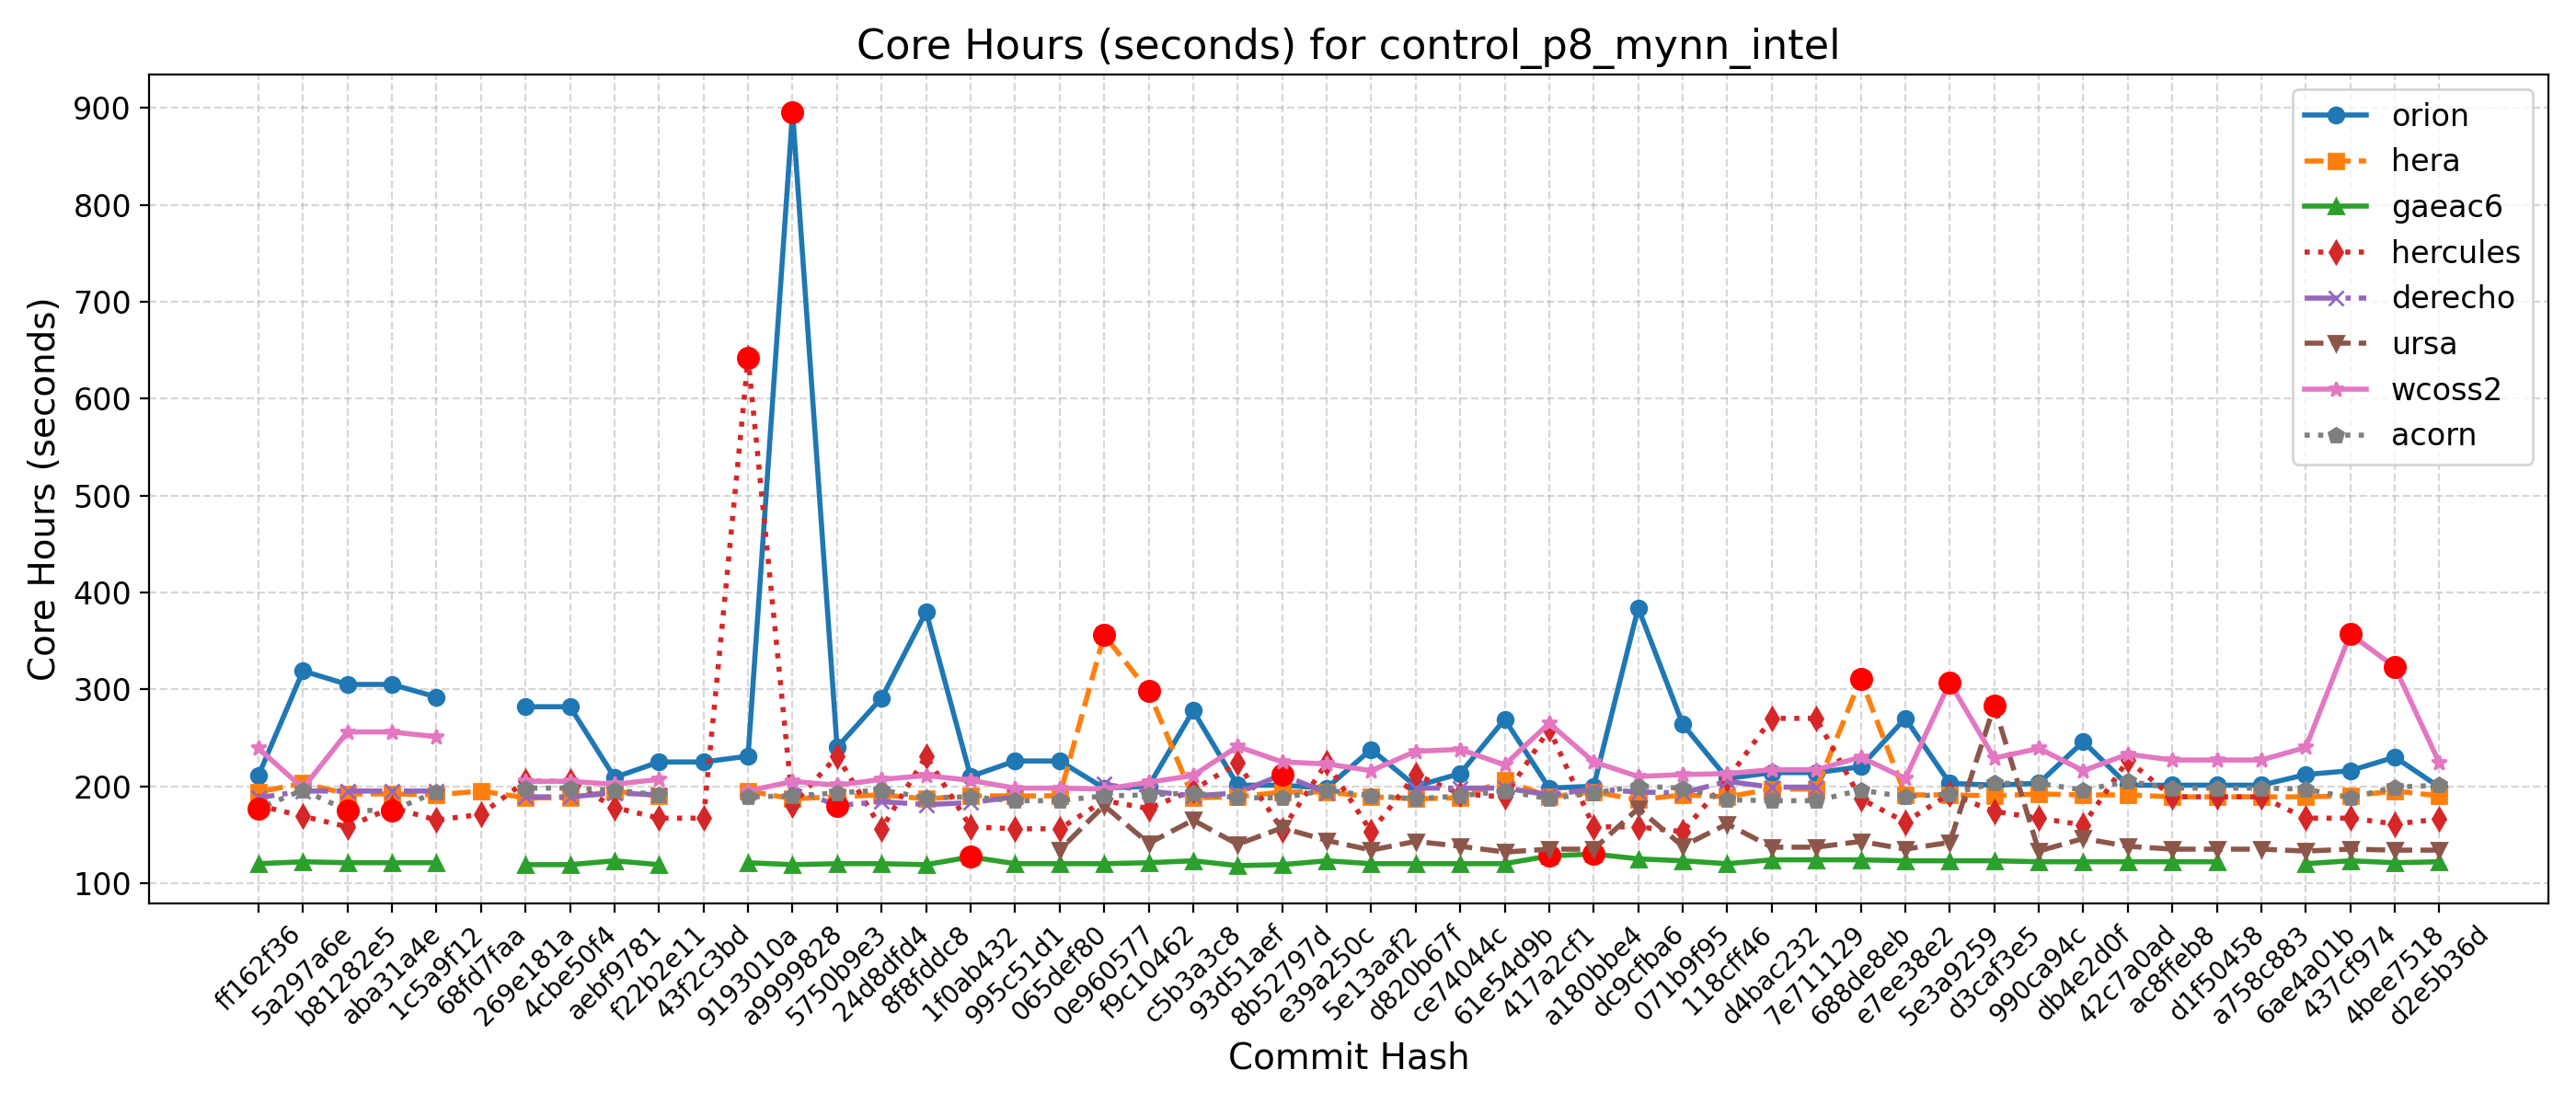 Core Hours (seconds) for control_p8_mynn_intel
Core Hours (seconds)
900
800
700
600
500
400
300
200
100
orion
hera
gaeac6
hercules
derecho
ursa
wcoss2
acorn
ff162f36
5a297a6e
b81282e5
aba31a4e
1c5a9f12
68fd7faa
269e181a
4cbe50f4
aebf9781
f22b2e11
43f2c3bd
9193010a
a9999828
5750b9e3
24d8dfd4
8f8fddc8
1f0ab432
995c51d1
065def80
0e960577
f9c10462
c5b3a3c8
93d51aef
8b52797d
e39a250c
5e13aaf2
d820b67f
ce74044c
61e54d9b
417a2cf1
a180bbe4
dc9cfba6
071b9f95
118cff46
d4bac232
7e711129
688de8eb
e7ee38e2
5e3a9259
d3caf3e5
990ca94c
db4e2d0f
42c7a0ad
ac8ffeb8
d1f50458
a758c883
6ae4a01b
437cf974
4bee7518
d2e5b36d
Commit Hash